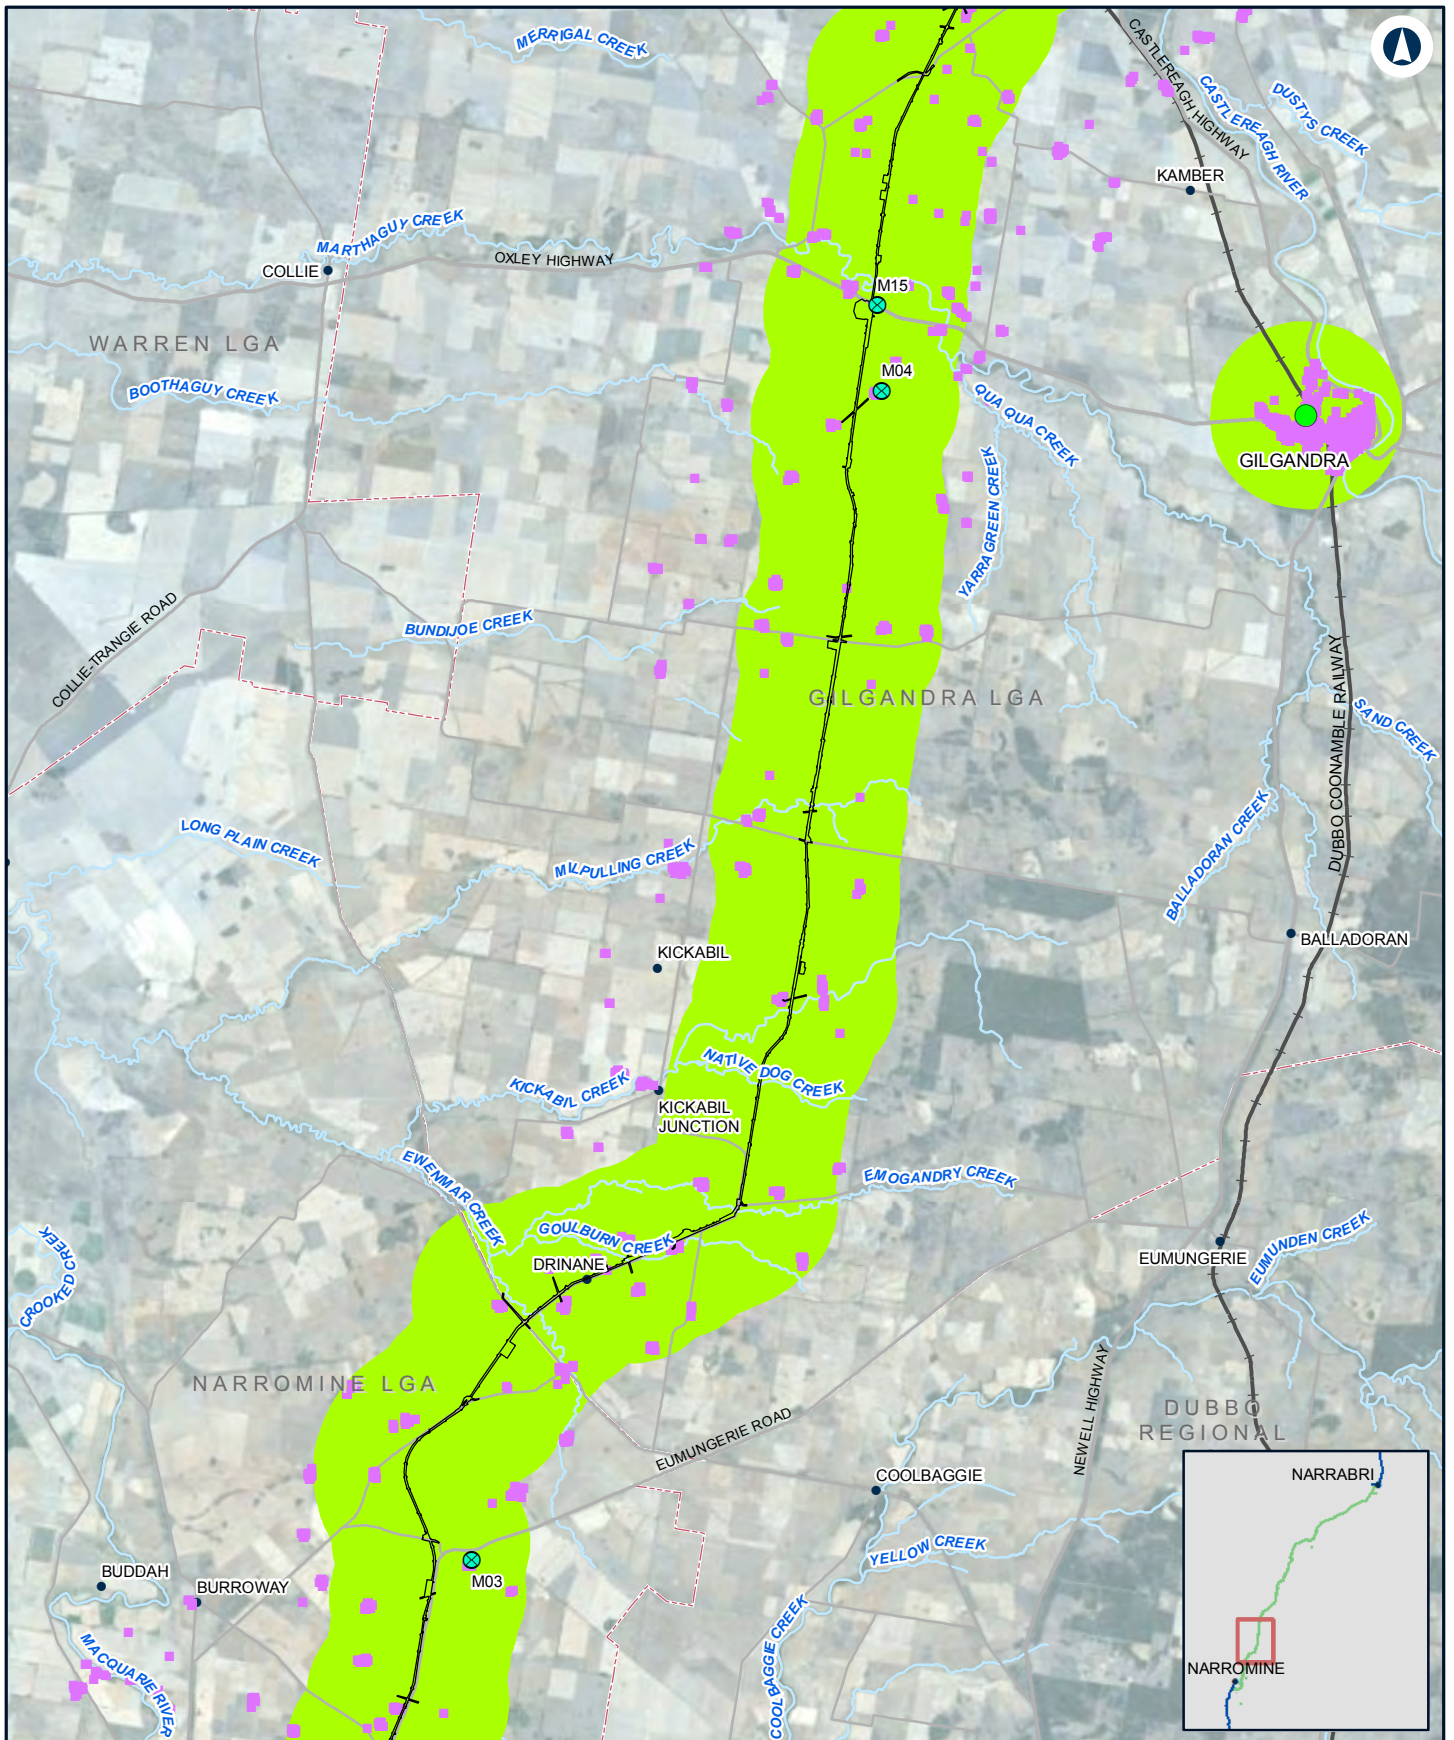 MERRIGAL CREEK
CASTLEREAGH HIGHWAY
CASTLEREAGH RIVER
DUSTYS CREEK
KAMBER
MARTHAGUY CREEK
COLLIE
OXLEY HIGHWAY
M15
WARREN LGA
BOOTHAGUY CREEK
M04
QUA QUA CREEK
GILGANDRA
YARRA GREEN CREEK
COLLIE-TRANGIE ROAD
BUNDIJOE CREEK
GILGANDRA LGA
DUBBO COONAMBLE RAILWAY
SAND CREEK
LONG PLAIN CREEK
MILPULLING CREEK
BALLADORAN CREEK
BALLADORAN
KICKABIL
NATIVE DOG CREEK
KICKABIL CREEK
KICKABIL
JUNCTION
EWENMAR CREEK
EMOGANDRY CREEK
GOULBURN CREEK
CROOKED CREEK
DRINANE
EUMUNGERIE
EUMUNDEN CREEK
NARROMINE LGA
NEWELL HIGHWAY
DUBBO
REGIONAL
EUMUNGERIE ROAD
COOLBAGGIE
NARRABRI
YELLOW CREEK
BUDDAH
BURROWAY
M03
COOLBAGGIE CREEK
MACQUARIE RIVER
NARROMINE